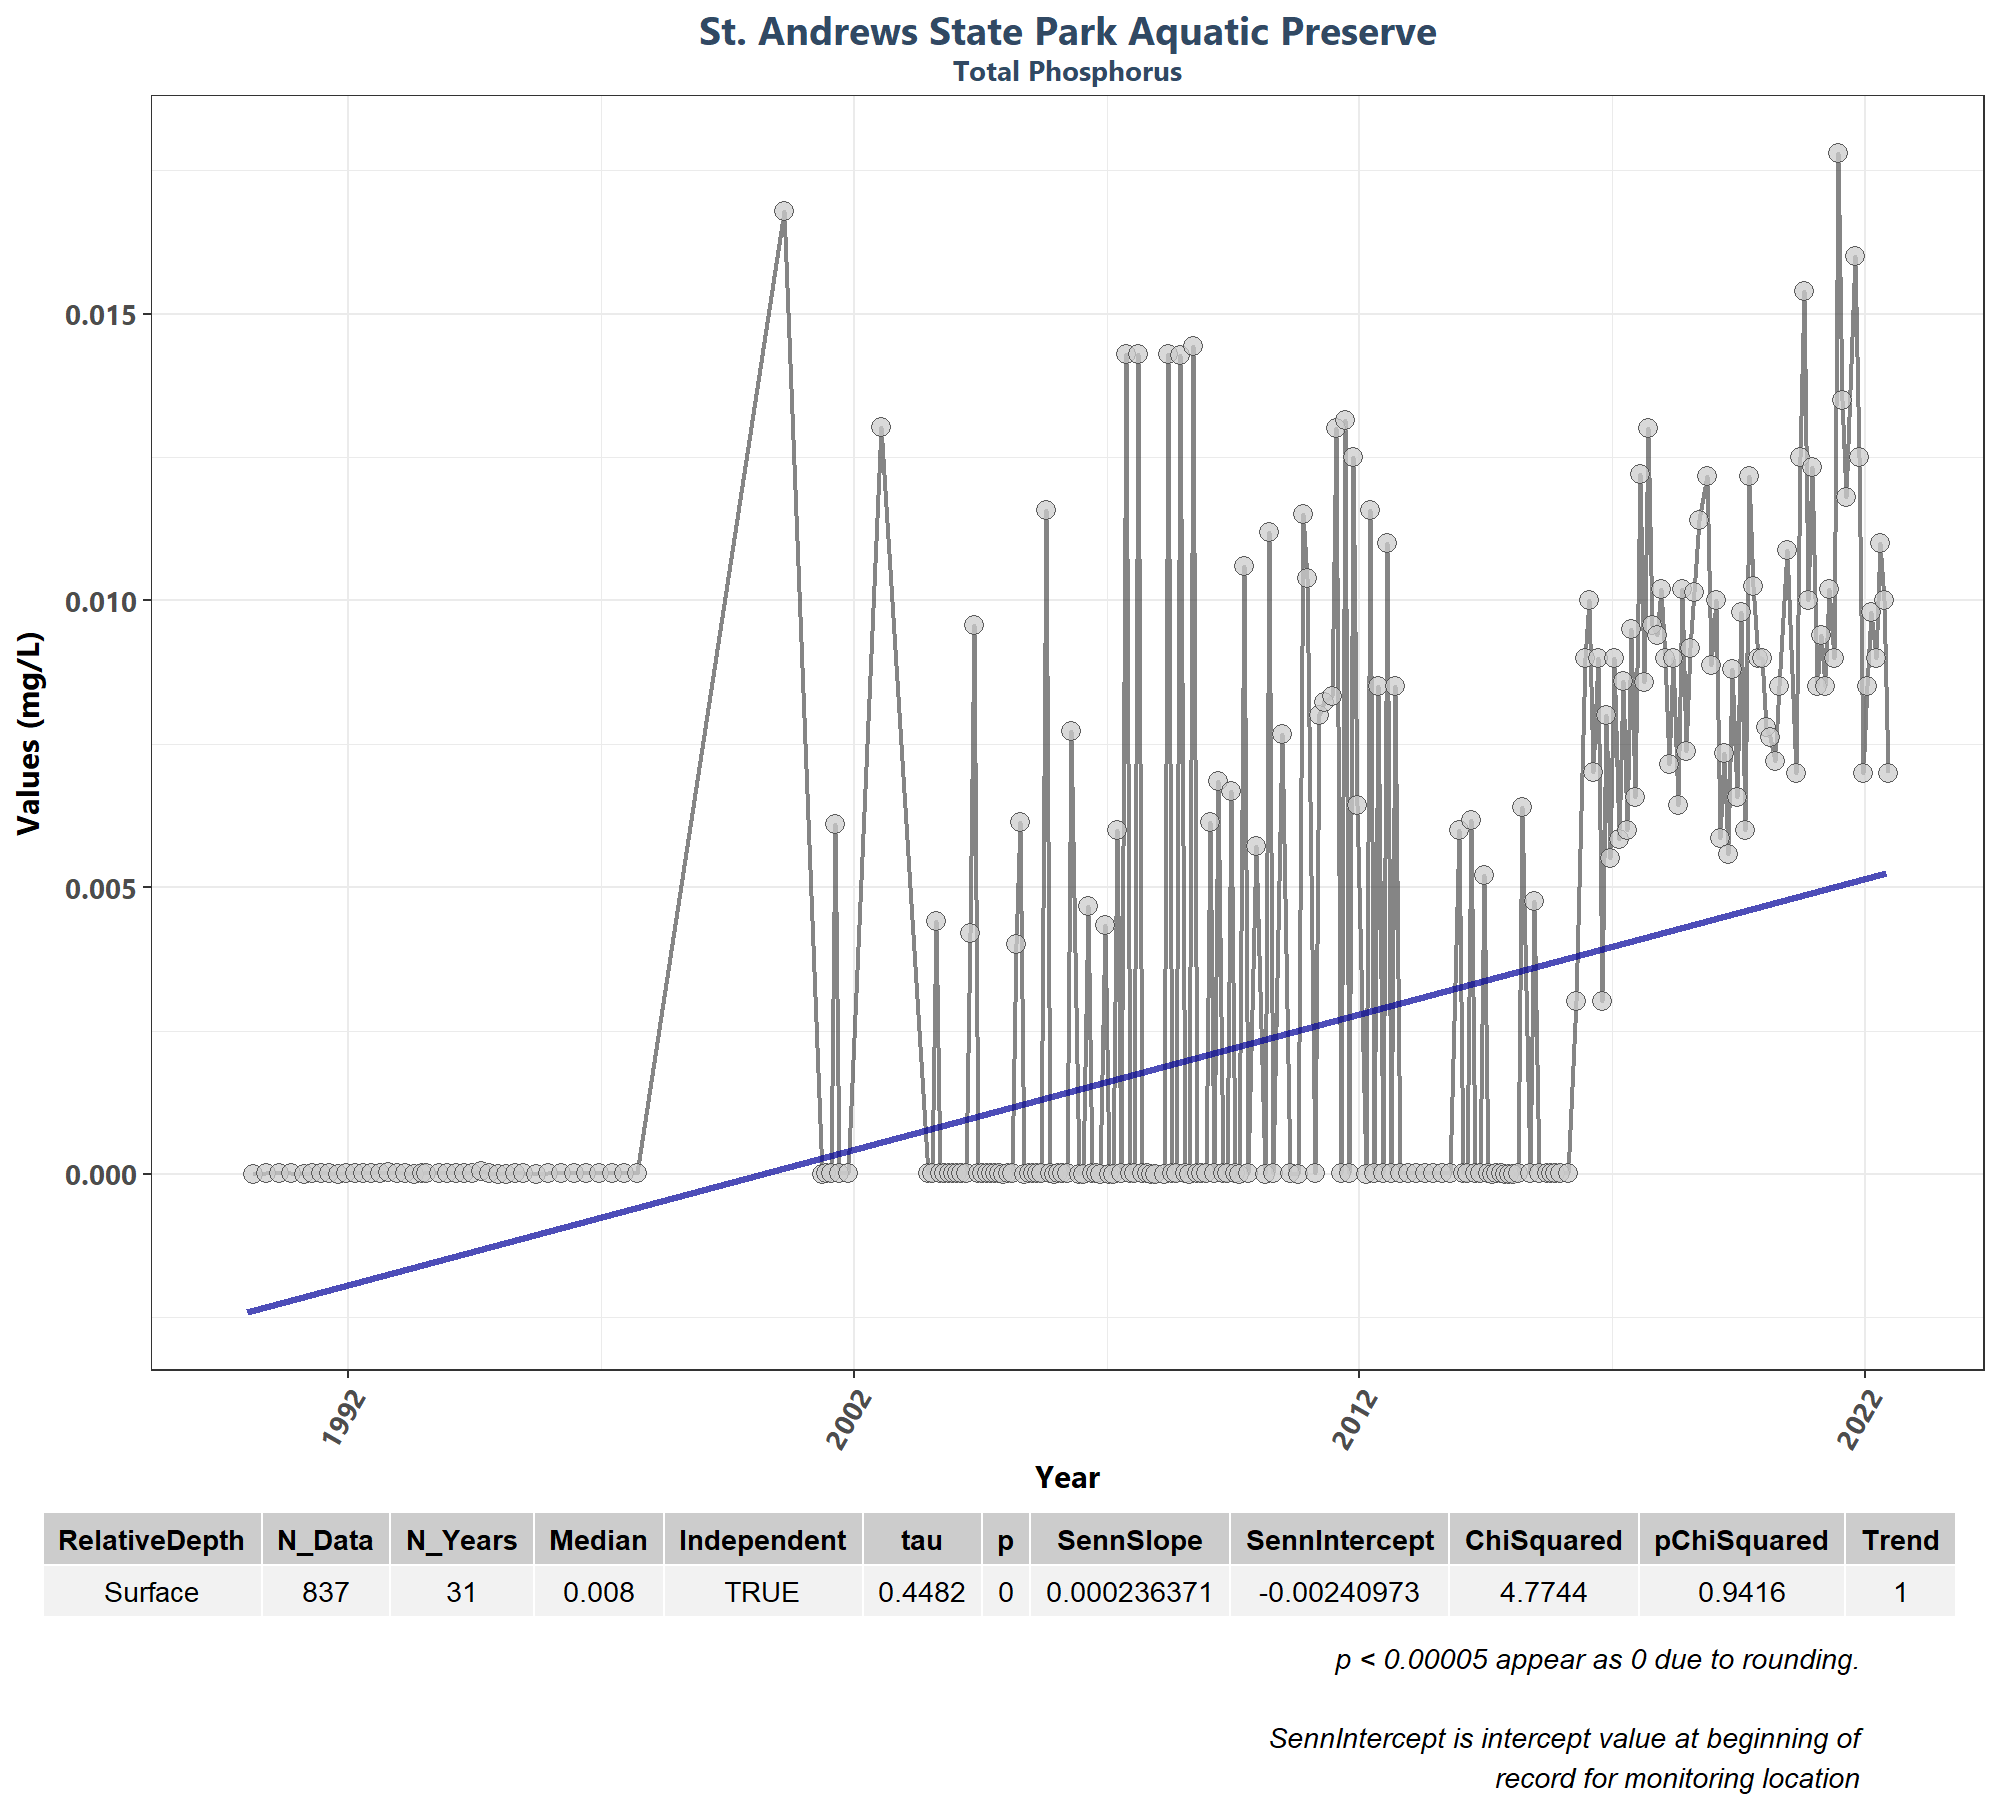 St. Andrews State Park Aquatic Preserve
Total Phosphorus
Values (mg/L)
0.015
0.010
0.005
0.000
1992 2002 2012 2022
Year
RelativeDepth N_Data N_Years Median Independent tau p SennSlope SennIntercept ChiSquared pChiSquared Trend
Surface 837 31 0.008 TRUE 0.4482 0 0.000236371 -0.00240973 4.7744 0.9416 1
p < 0.00005 appear as 0 due to rounding.
SennIntercept is intercept value at beginning of
record for monitoring location